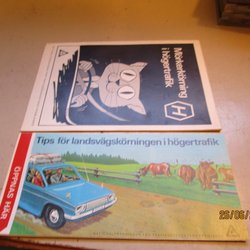 Mörkerkörning
i högertrafik
H
Tips för landsvägskörningen i högertrafik
ÖPPNAS HÄR